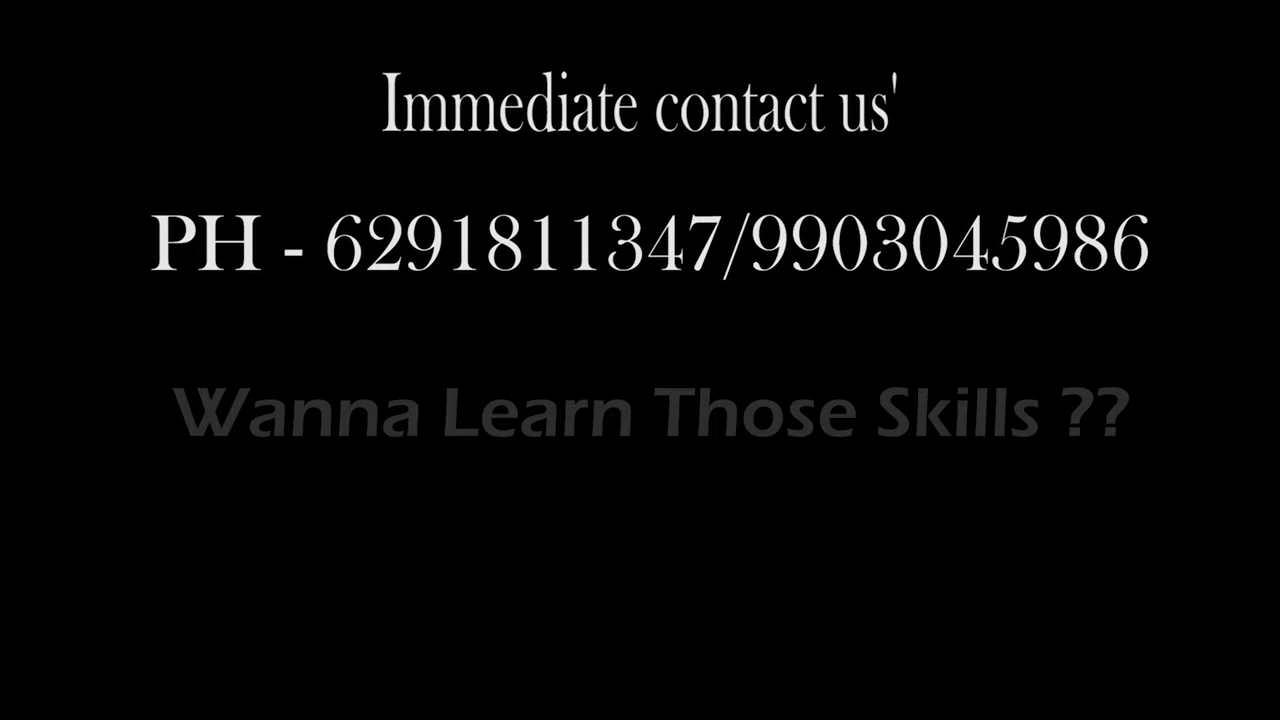 Immediate contact us'
PH - 6291811347/9903045986
Wanna Learn Those Skills ??